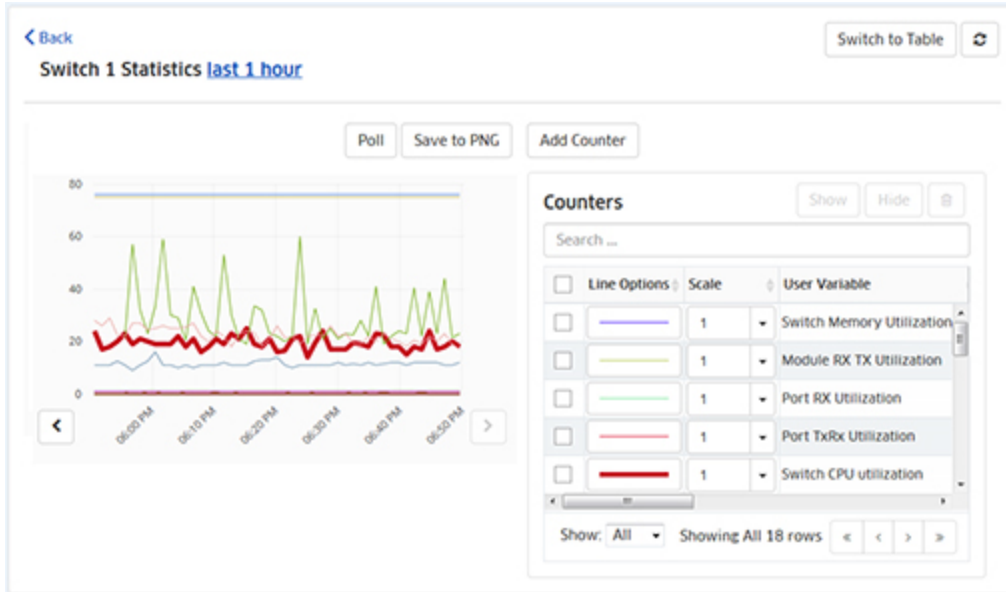 Back
Switch to Table
Switch 1 Statistics last 1 hour
Poll
Save to PNG
Add Counter
80
60
40
20
0
06:00 PM
06:10 PM
06:20 PM
06:30 PM
06:40 PM
06:50 PM
Counters
Show
Hide
Search ...
Line Options
Scale
User Variable
1
Switch Memory Utilization
1
Module RX TX Utilization
1
Port RX Utilization
1
Port TxRx Utilization
1
Switch CPU utilization
Show: All
Showing All 18 rows
« ‹ › »